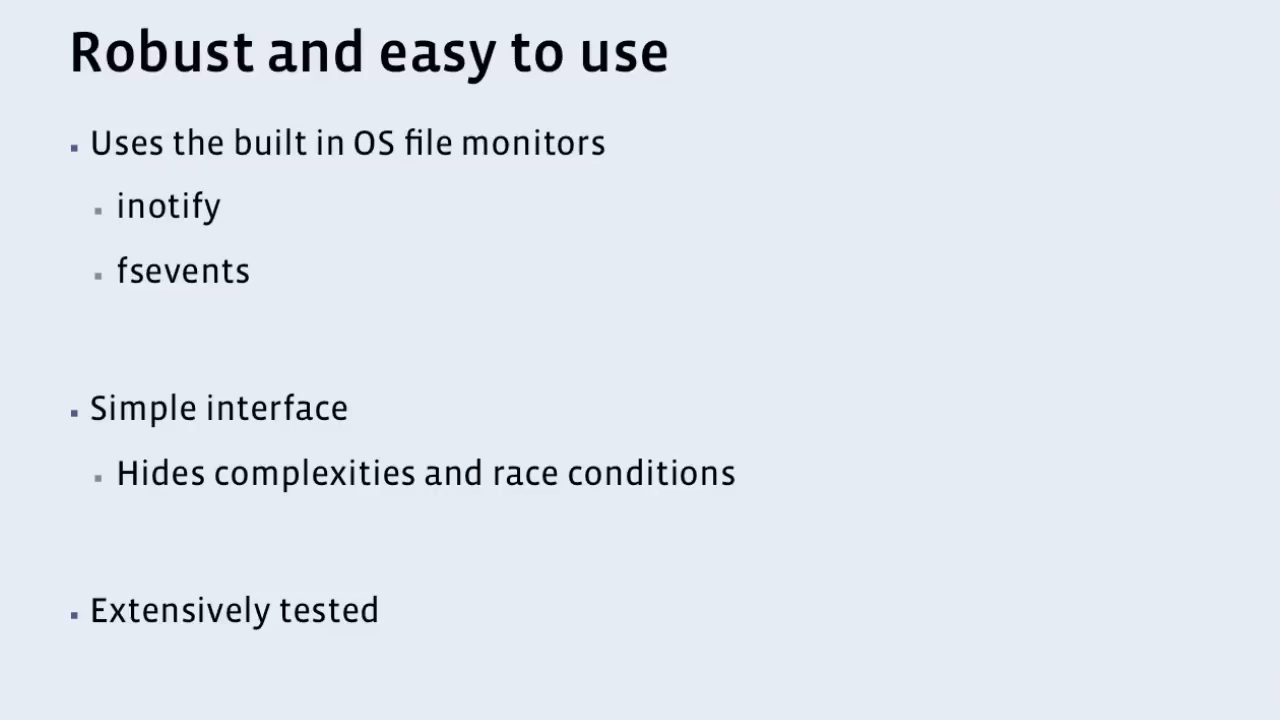 Robust and easy to use
▪ Uses the built in OS file monitors
▪ inotify
▪ fsevents
▪ Simple interface
▪ Hides complexities and race conditions
▪ Extensively tested